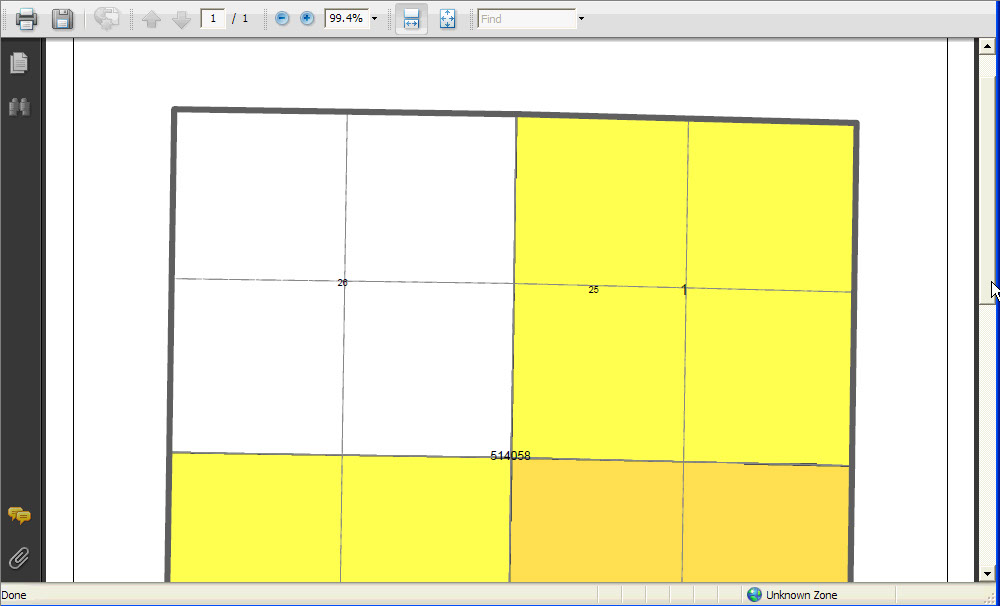 1 / 1 99.4% Find
26
25 1
514058
Done Unknown Zone